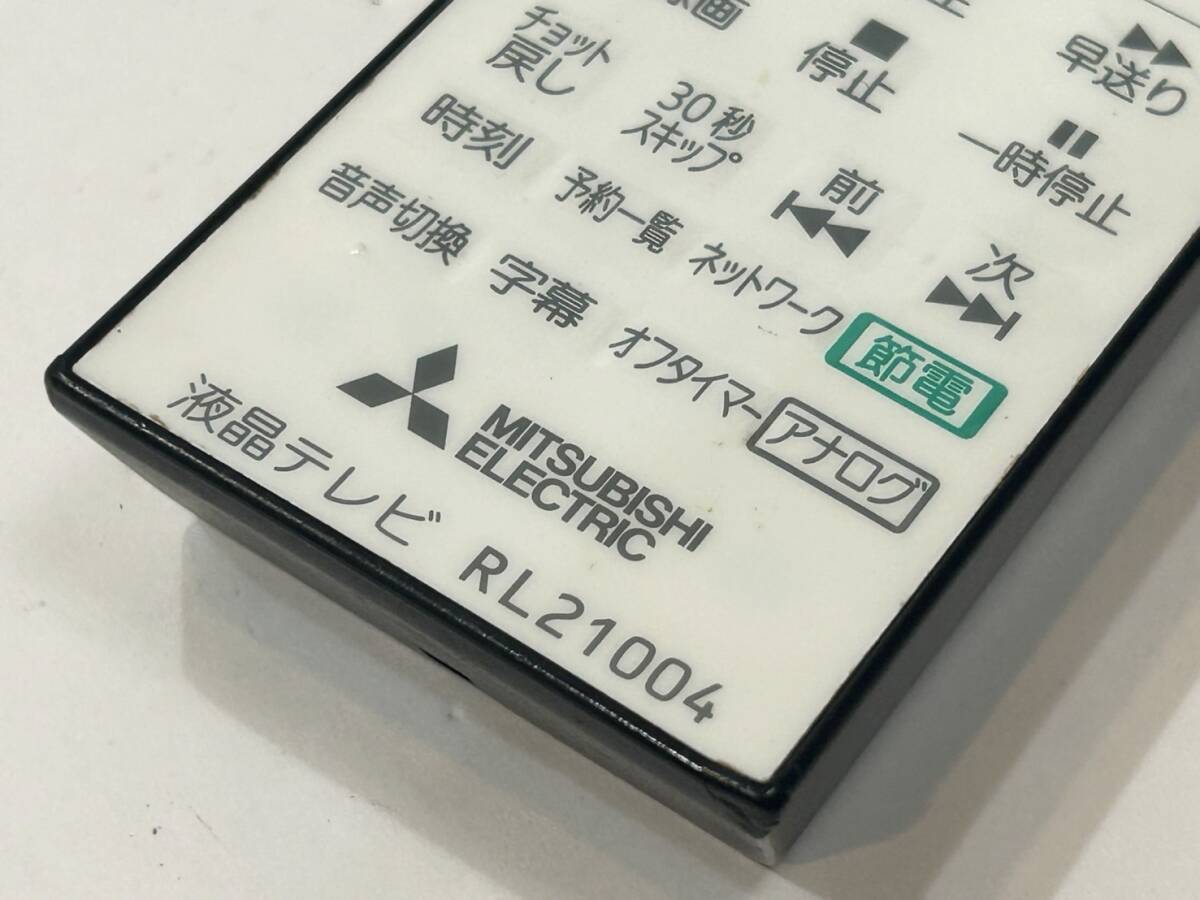 録画
停止
早送り
チョット
戻し
30秒
スキップ
一時停止
時刻
予約一覧
前
次
音声切換
字幕
ネットワーク
節電
オフタイマー
アナログ
MITSUBISHI
ELECTRIC
液晶テレビ RL21004